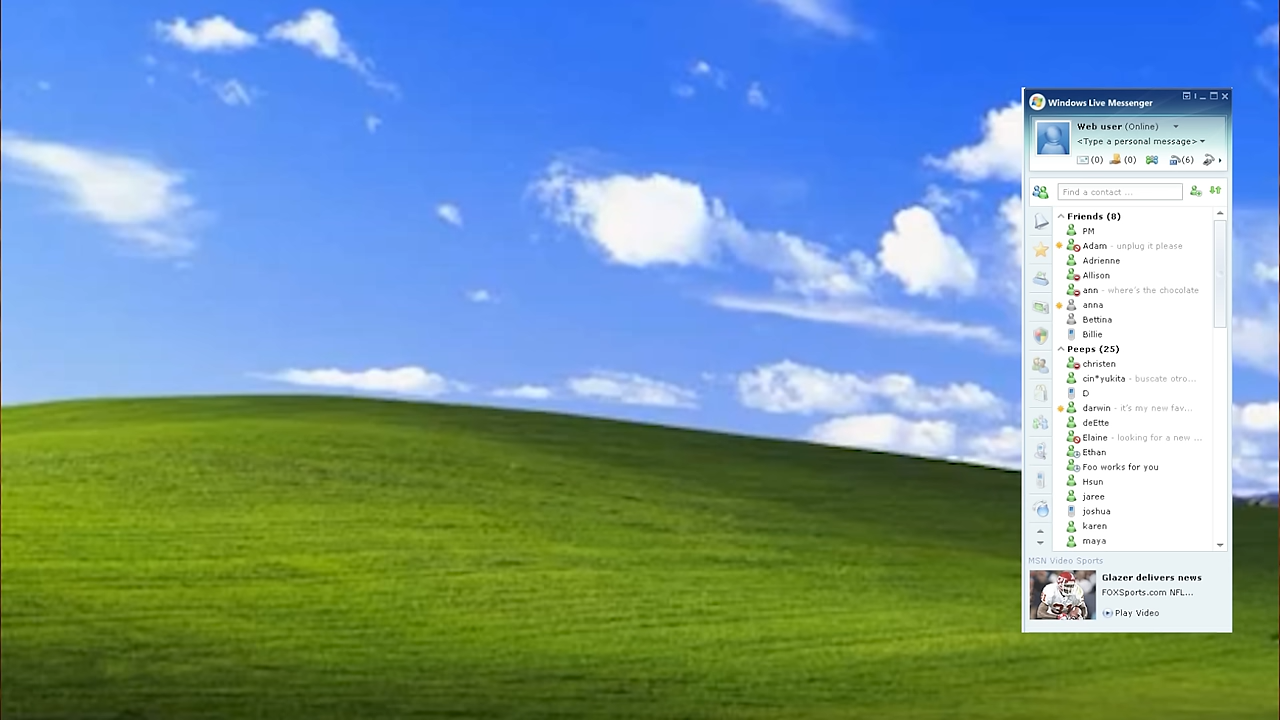 Windows Live Messenger
Web user (Online)
<Type a personal message>
(0) (0) (6)
Find a contact ...
Friends (8)
PM
Adam - unplug it please
Adrienne
Allison
ann - where's the chocolate
anna
Bettina
Billie
Peeps (25)
christen
cin*yukita - buscate otro...
D
darwin - it's my new fav...
deEtte
Elaine - looking for a new ...
Ethan
Foo works for you
Hsun
jaree
joshua
karen
maya
MSN Video Sports
Glazer delivers news
FOXSports.com NFL...
Play Video